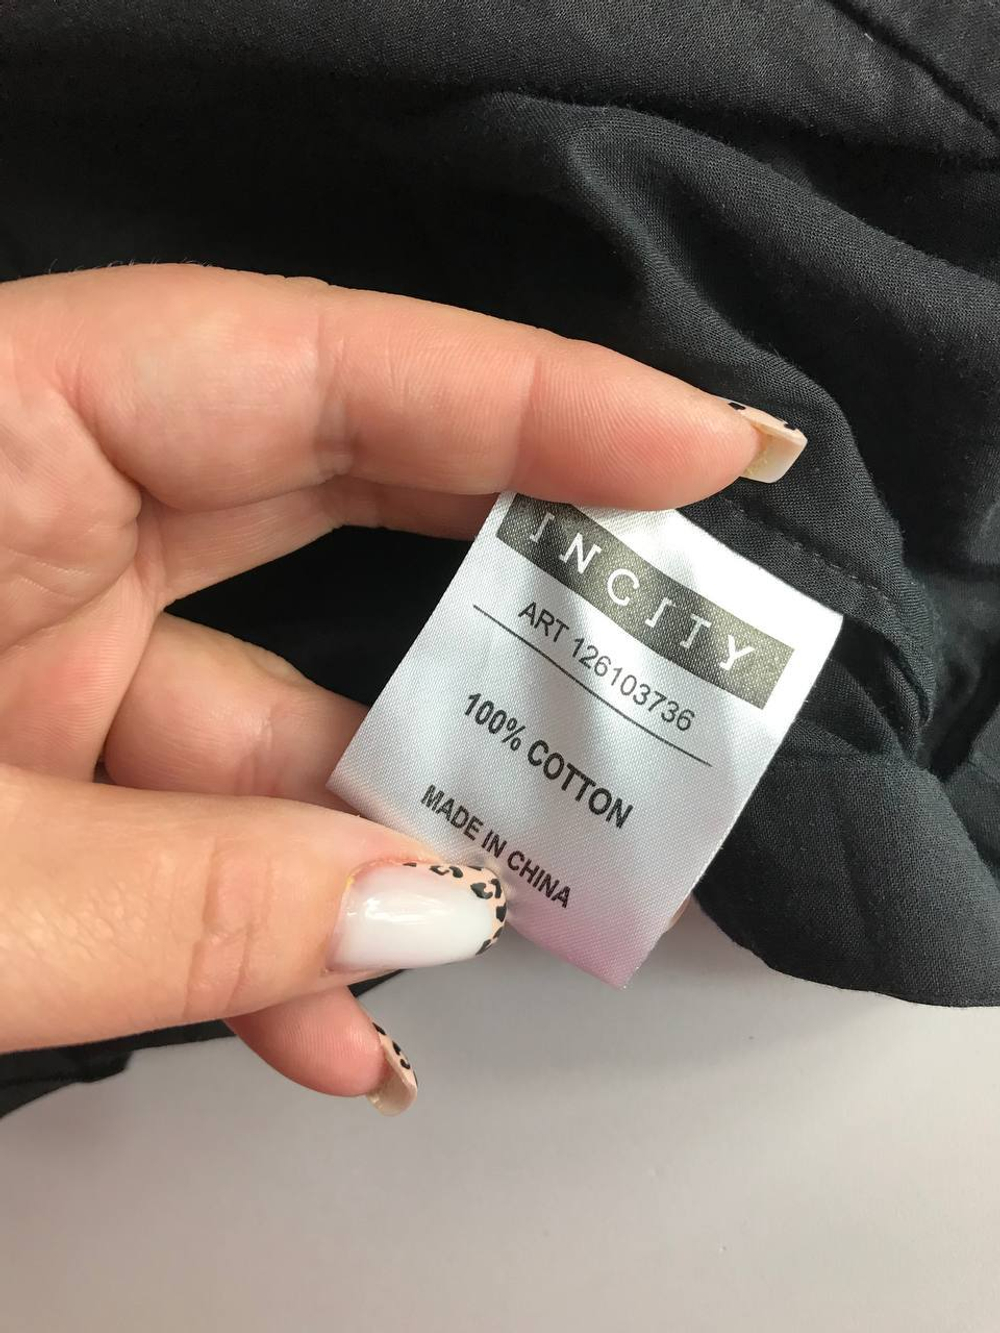 INCITY
ART 126103736
100% COTTON
MADE IN CHINA